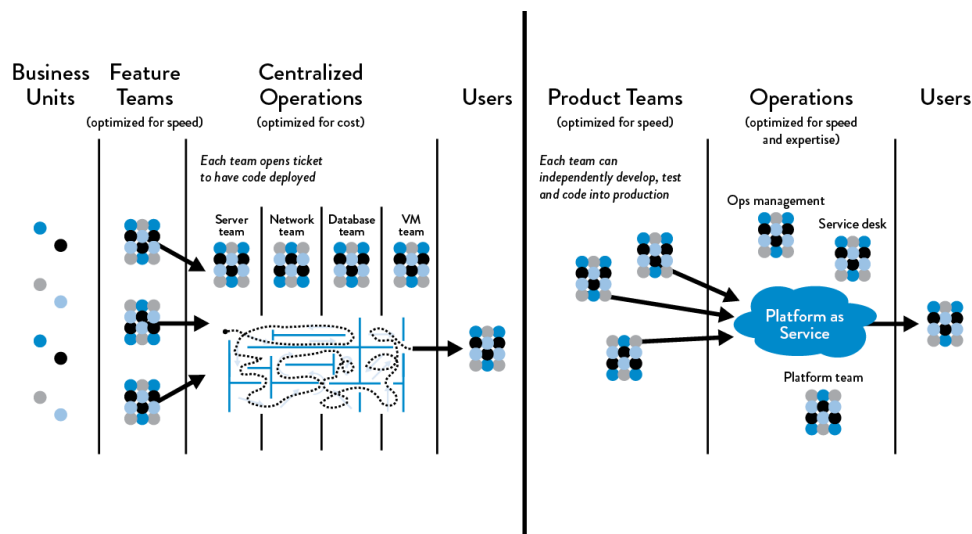 Business
Units
Feature
Teams
(optimized for speed)
Centralized
Operations
(optimized for cost)
Users
Each team opens ticket
to have code deployed
Server
team
Network
team
Database
team
VM
team
Product Teams
(optimized for speed)
Operations
(optimized for speed
and expertise)
Users
Each team can
independently develop, test
and code into production
Ops management
Service desk
Platform as
Service
Platform team